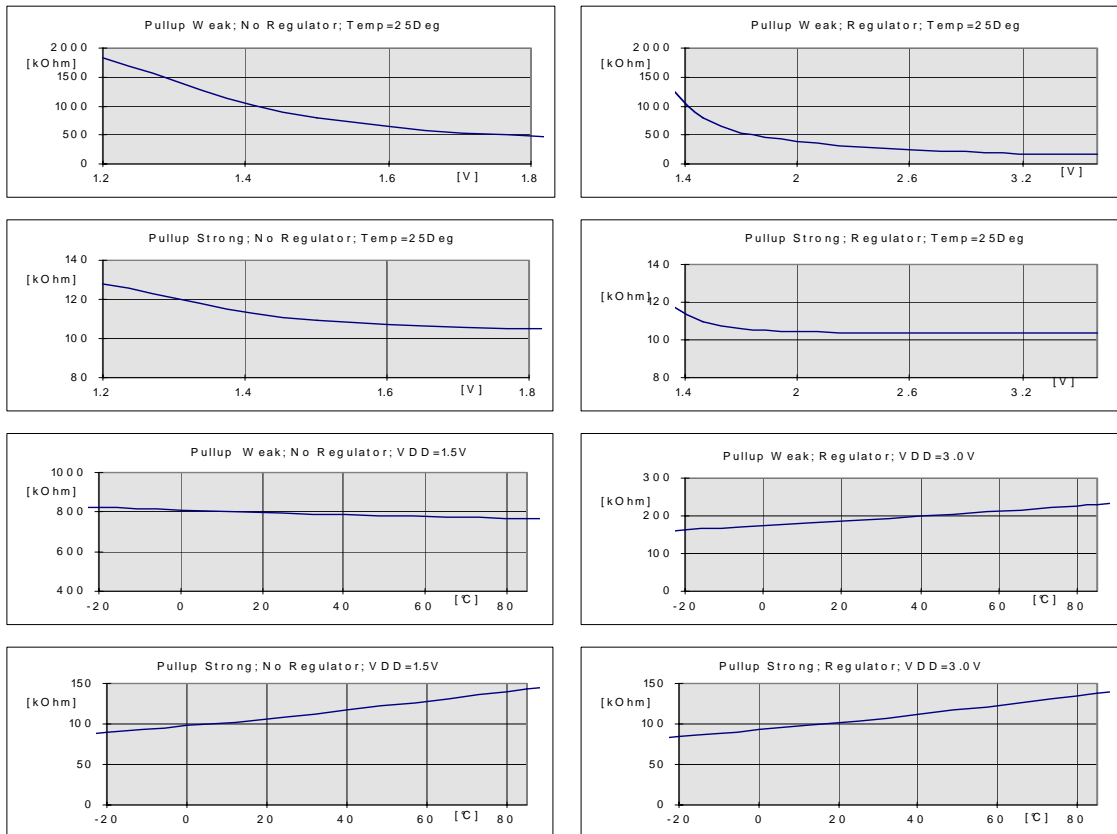 Pullup Weak; No Regulator; Temp=25Deg
2000
[kOhm]
1500
1000
500
0
1.2 1.4 1.6 1.8
[V]
Pullup Weak; No Regulator; Temp=25Deg
2000
[kOhm]
1500
1000
500
0
1.4 2 2.6 3.2
[V]
Pullup Strong; No Regulator; Temp=25Deg
140
[kOhm]
120
100
80
1.2 1.4 1.6 1.8
[V]
Pullup Strong; Regulator; Temp=25Deg
140
[kOhm]
120
100
80
1.4 2 2.6 3.2
[V]
Pullup Weak; No Regulator; VDD=1.5V
1000
[kOhm]
800
600
400
-20 0 20 40 60 80
[°C]
Pullup Weak; Regulator; VDD=3.0V
300
[kOhm]
200
100
0
-20 0 20 40 60 80
[°C]
Pullup Strong; No Regulator; VDD=1.5V
150
[kOhm]
100
50
0
-20 0 20 40 60 80
[°C]
Pullup Strong; Regulator; VDD=3.0V
150
[kOhm]
100
50
0
-20 0 20 40 60 80
[°C]